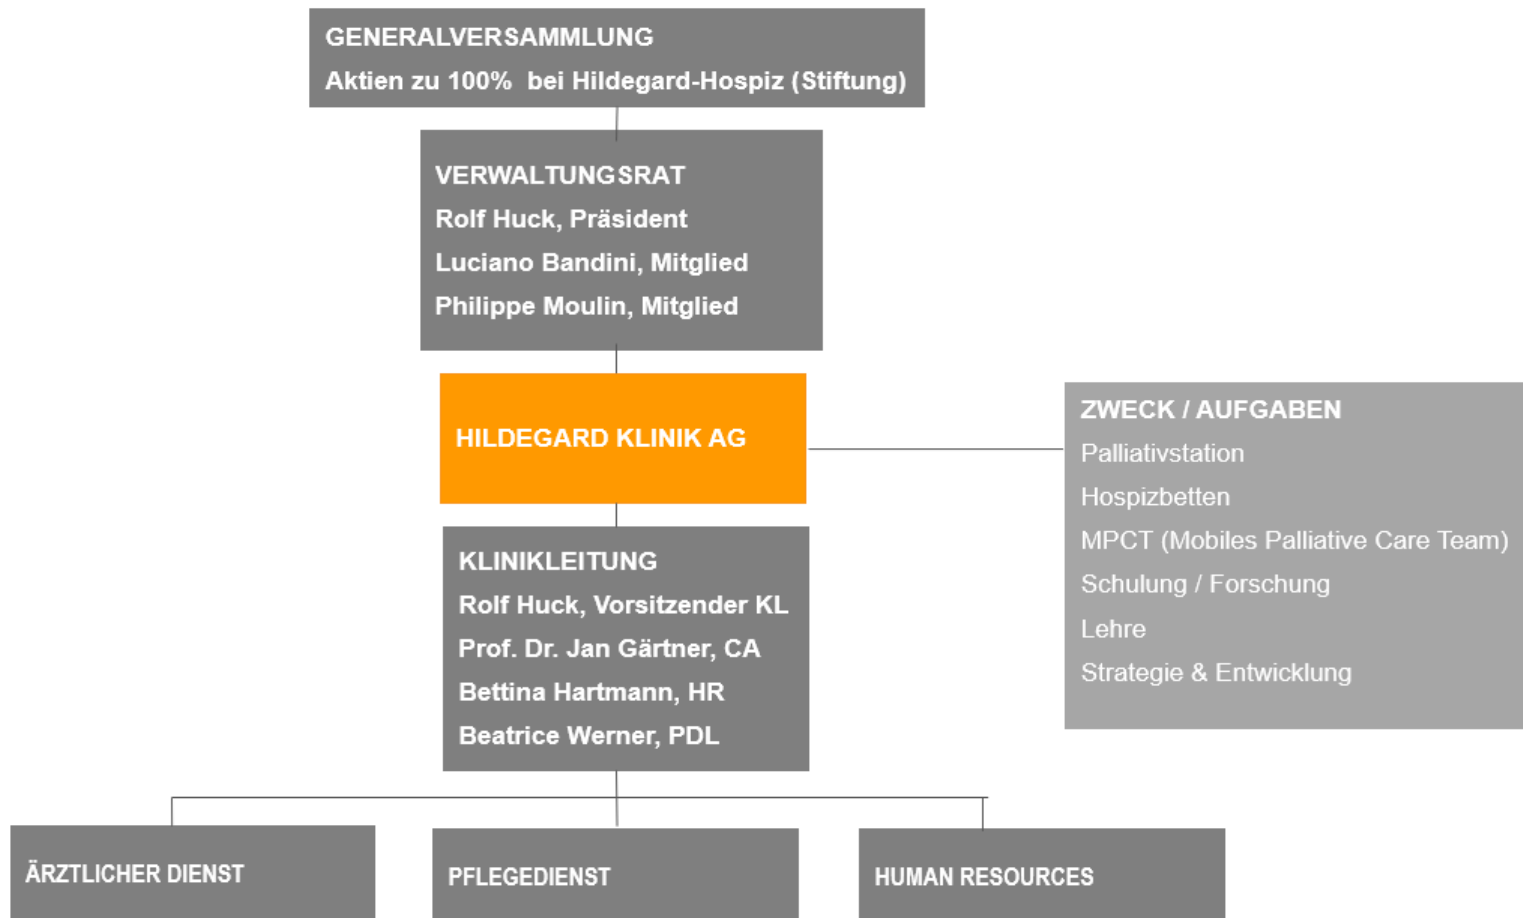 GENERALVERSAMMLUNG
Aktien zu 100% bei Hildegard-Hospiz (Stiftung)
VERWALTUNGSRAT
Rolf Huck, Präsident
Luciano Bandini, Mitglied
Philippe Moulin, Mitglied
HILDEGARD KLINIK AG
ZWECK / AUFGABEN
Palliativstation
Hospizbetten
MPCT (Mobiles Palliative Care Team)
Schulung / Forschung
Lehre
Strategie & Entwicklung
KLINIKLEITUNG
Rolf Huck, Vorsitzender KL
Prof. Dr. Jan Gärtner, CA
Bettina Hartmann, HR
Beatrice Werner, PDL
ÄRZTLICHER DIENST
PFLEGEDIENST
HUMAN RESOURCES